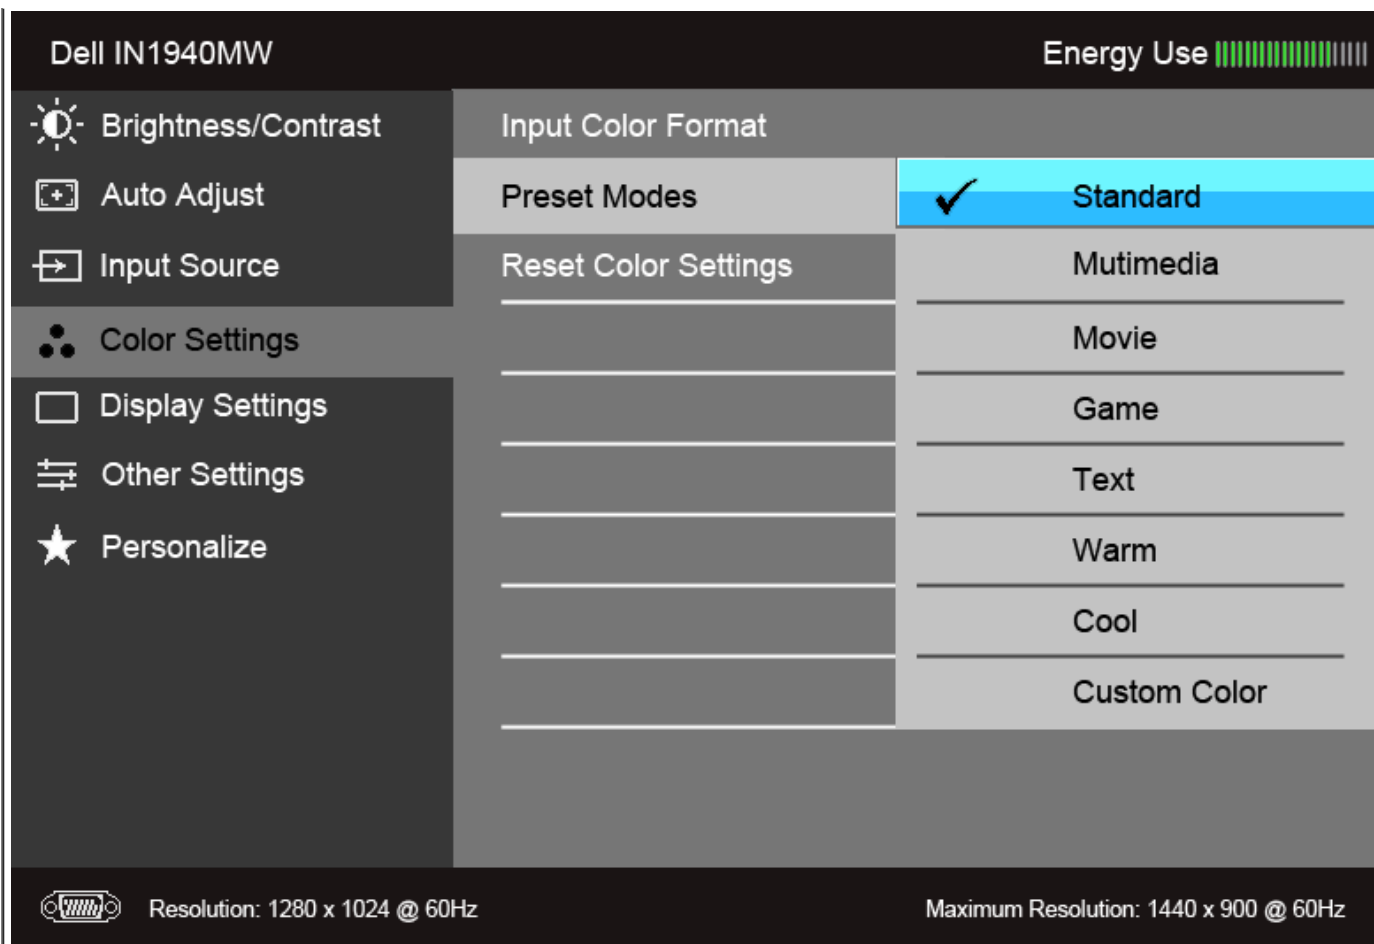 Dell IN1940MW
Energy Use
Brightness/Contrast
Auto Adjust
Input Source
Color Settings
Display Settings
Other Settings
Personalize
Input Color Format
Preset Modes
Reset Color Settings
Standard
Mutimedia
Movie
Game
Text
Warm
Cool
Custom Color
Resolution: 1280 x 1024 @ 60Hz
Maximum Resolution: 1440 x 900 @ 60Hz